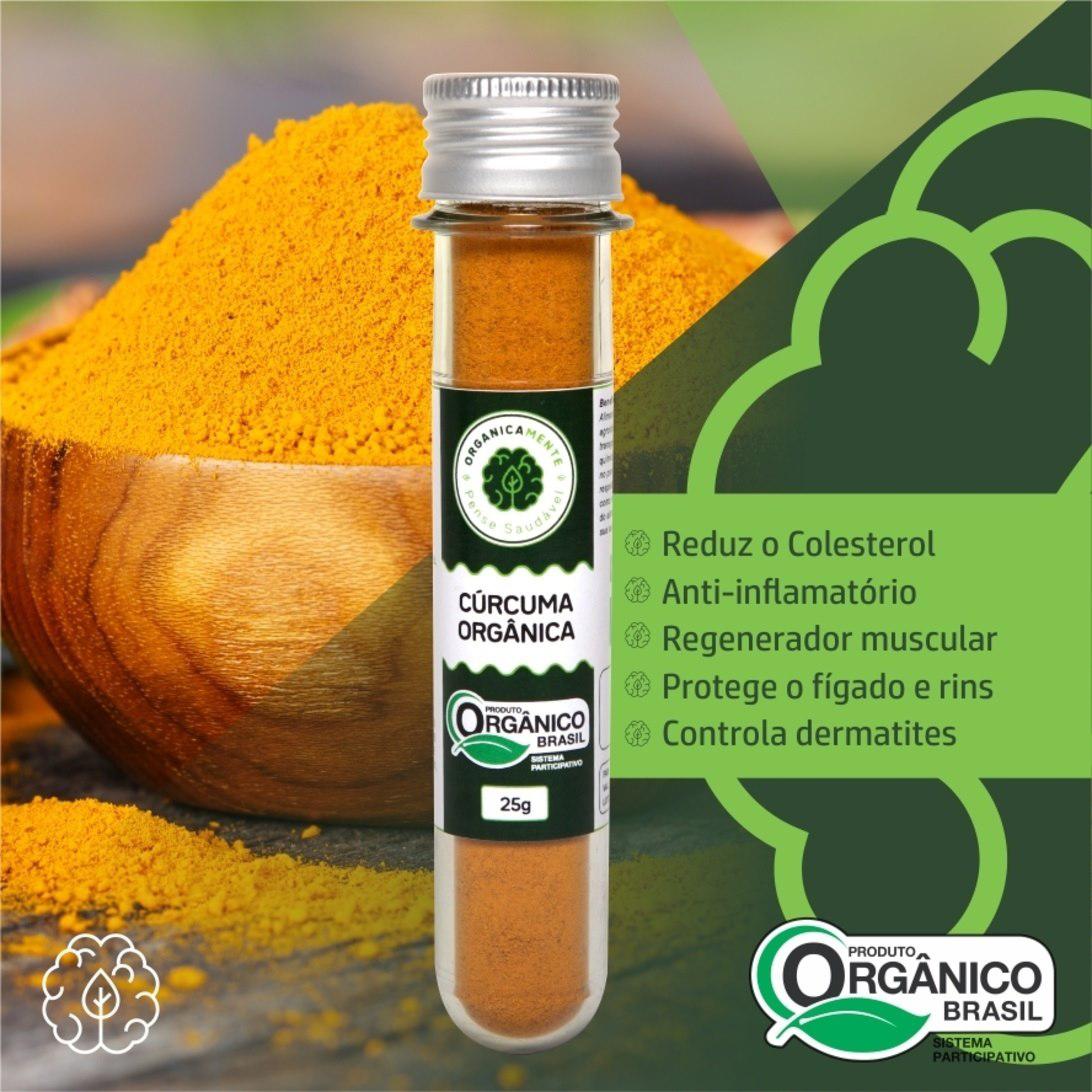 ORGANICAMENTE
Pense Saudável
CÚRCUMA
ORGÂNICA
PRODUTO
ORGÂNICO
BRASIL
SISTEMA
PARTICIPATIVO
25g
Reduz o Colesterol
Anti-inflamatório
Regenerador muscular
Protege o fígado e rins
Controla dermatites
PRODUTO
ORGÂNICO
BRASIL
SISTEMA
PARTICIPATIVO